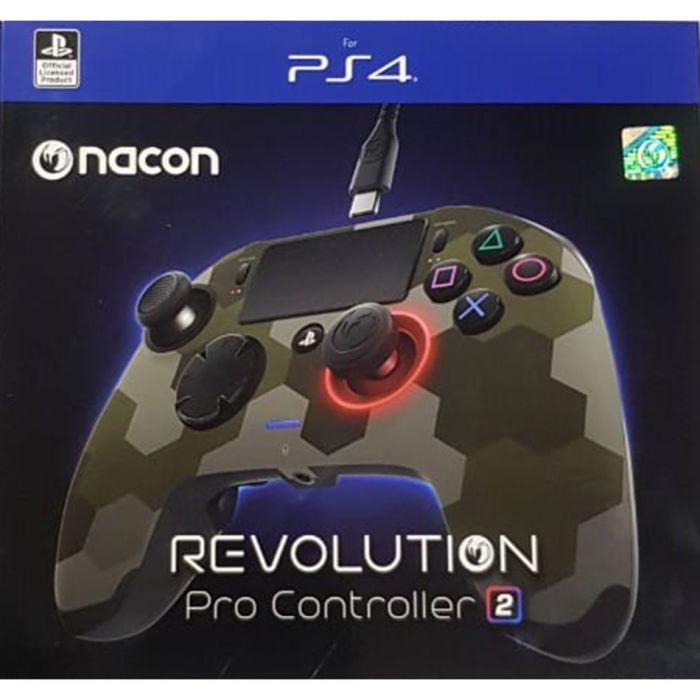 For
PS4
Official
Licensed
Product
nacon
REVOLUTION
Pro Controller 2